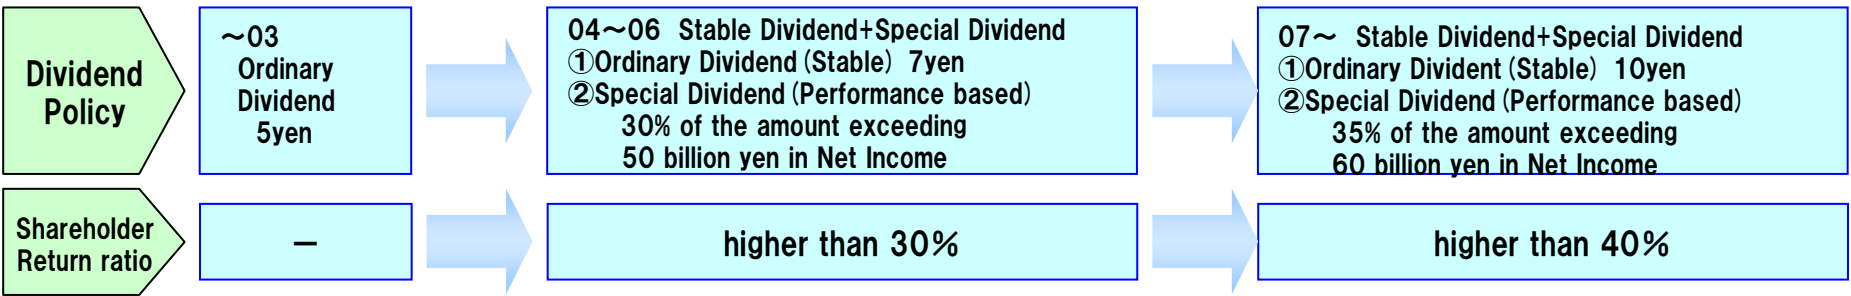 Dividend
Policy
～03
Ordinary
Dividend
5yen
04～06 Stable Dividend+Special Dividend
①Ordinary Dividend (Stable) 7yen
②Special Dividend (Performance based)
30% of the amount exceeding
50 billion yen in Net Income
07～ Stable Dividend+Special Dividend
①Ordinary Divident (Stable) 10yen
②Special Dividend (Performance based)
35% of the amount exceeding
60 billion yen in Net Income
Shareholder
Return ratio
－
higher than 30%
higher than 40%